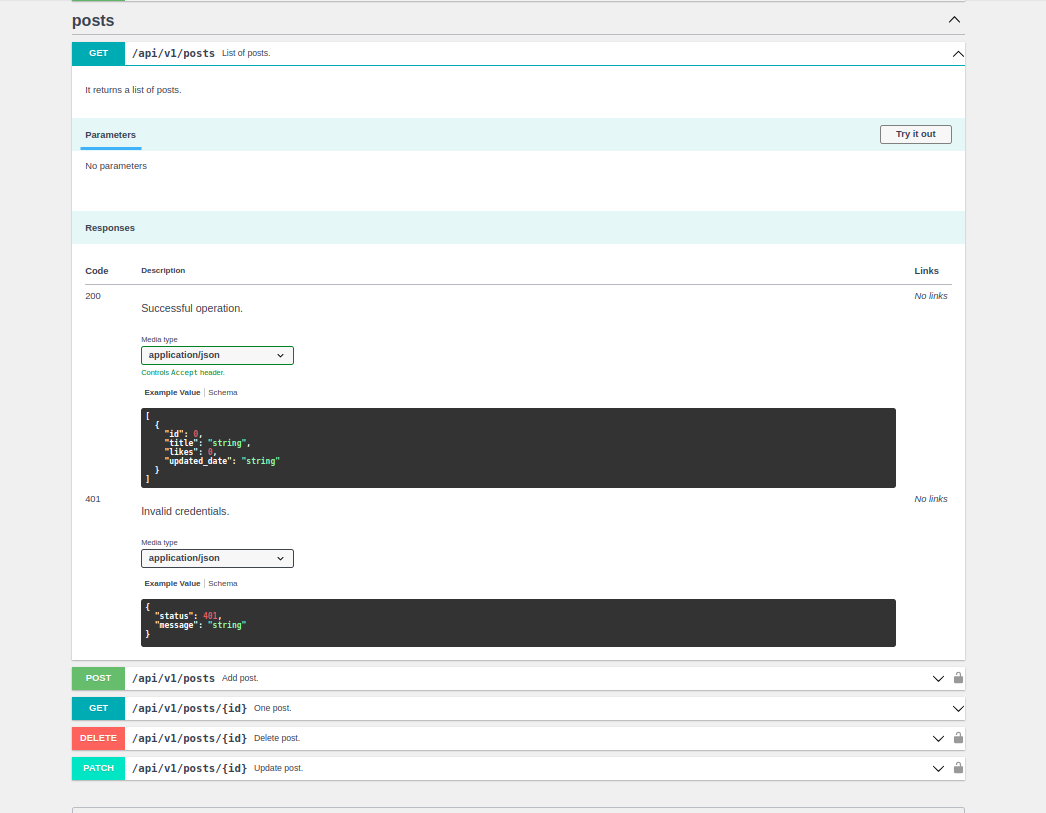 posts
GET /api/v1/posts List of posts.
It returns a list of posts.
Parameters Try it out
No parameters
Responses
Code Description Links
200 No links
Successful operation.
Media type
application/json
Controls Accept header.
Example Value Schema
[
  {
    "id": 0,
    "title": "string",
    "likes": 0,
    "updated_date": "string"
  }
]
401 No links
Invalid credentials.
Media type
application/json
Example Value Schema
{
  "status": 401,
  "message": "string"
}
POST /api/v1/posts Add post.
GET /api/v1/posts/{id} One post.
DELETE /api/v1/posts/{id} Delete post.
PATCH /api/v1/posts/{id} Update post.